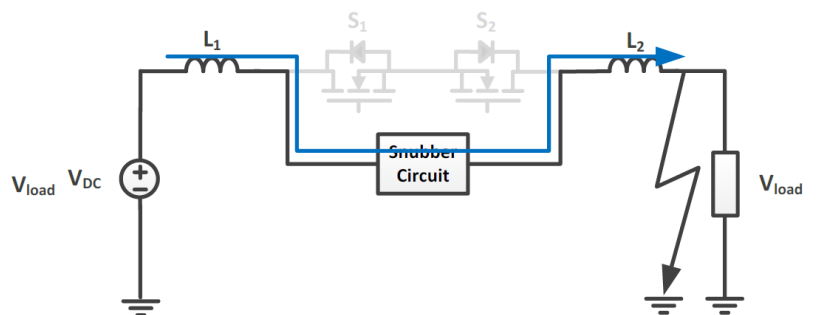 S1 S2
L1 L2
Snubber
Circuit
Vload VDC Vload